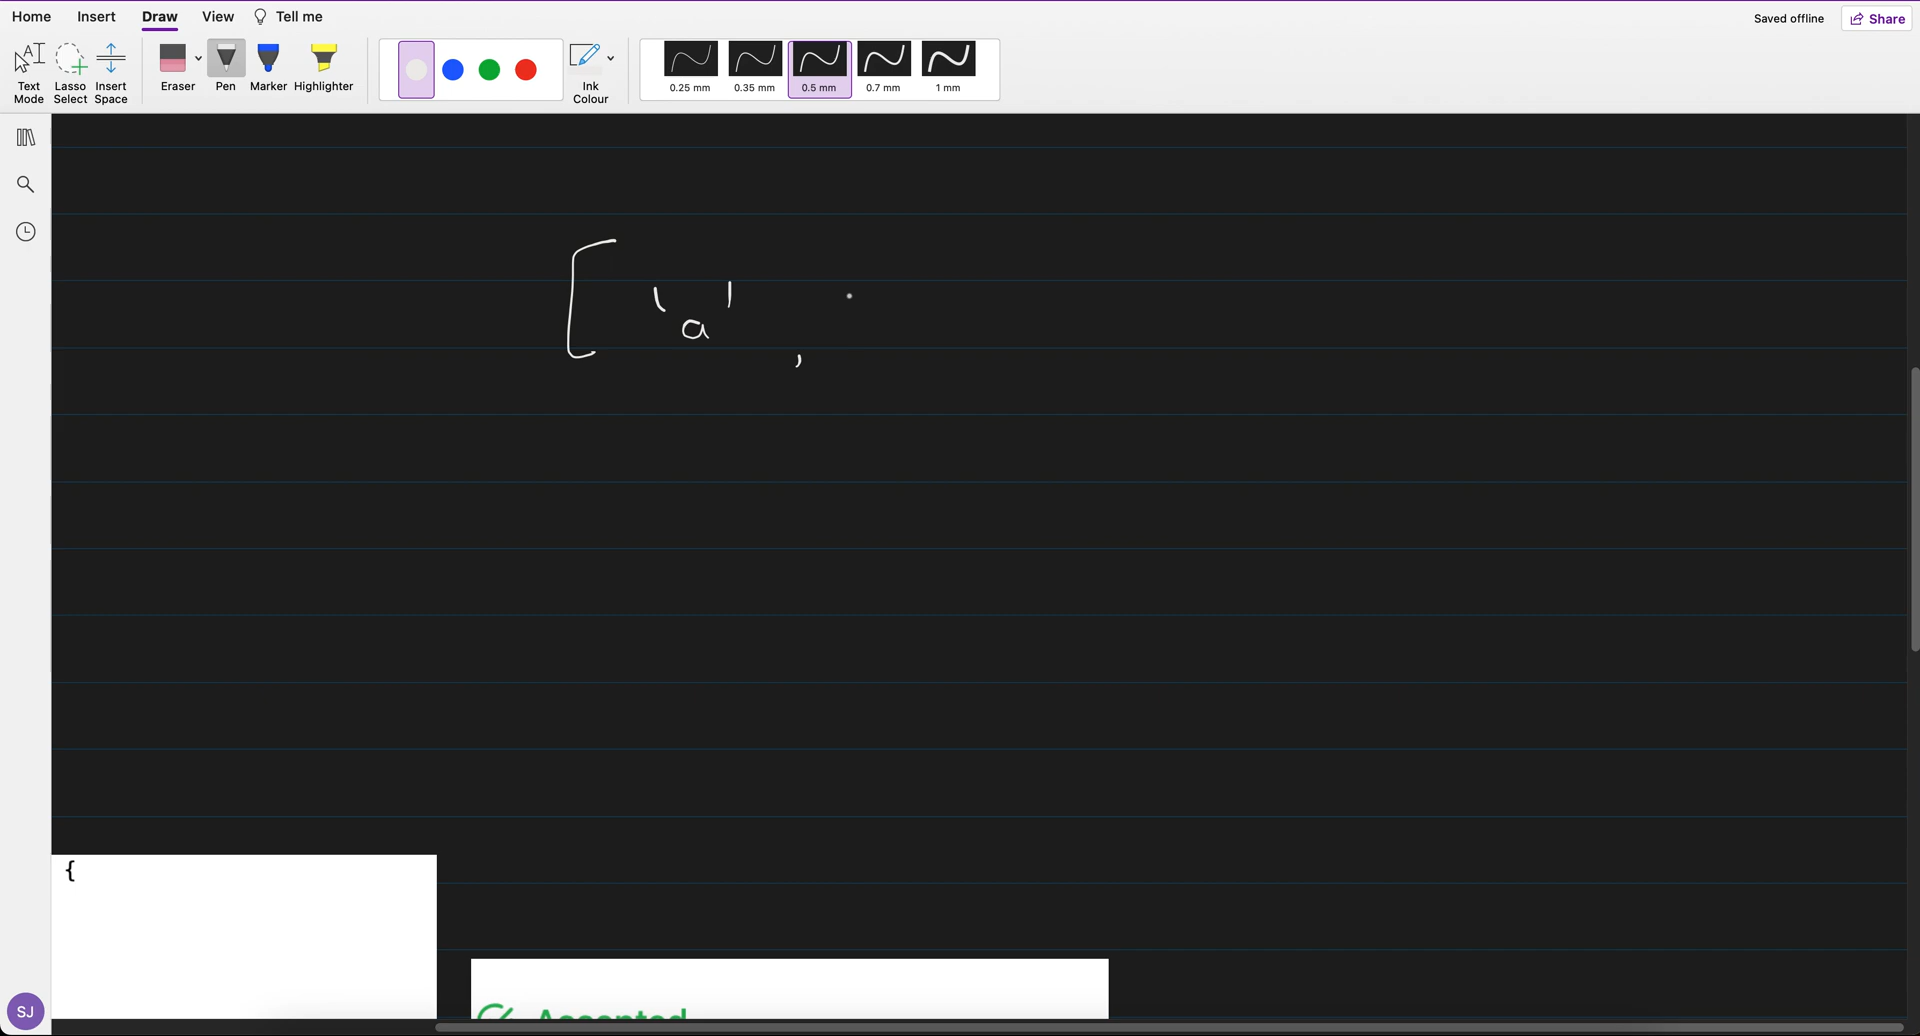 Home Insert Draw View Tell me
Saved offline Share
Text Mode Lasso Select Insert Space Eraser Pen Marker Highlighter Ink Colour 0.25 mm 0.35 mm 0.5 mm 0.7 mm 1 mm
[ 'a' ,
{
Accepted
SJ